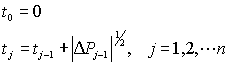 t₀ = 0
tⱼ = tⱼ₋₁ + |ΔPⱼ₋₁|^½, j = 1,2,⋯n